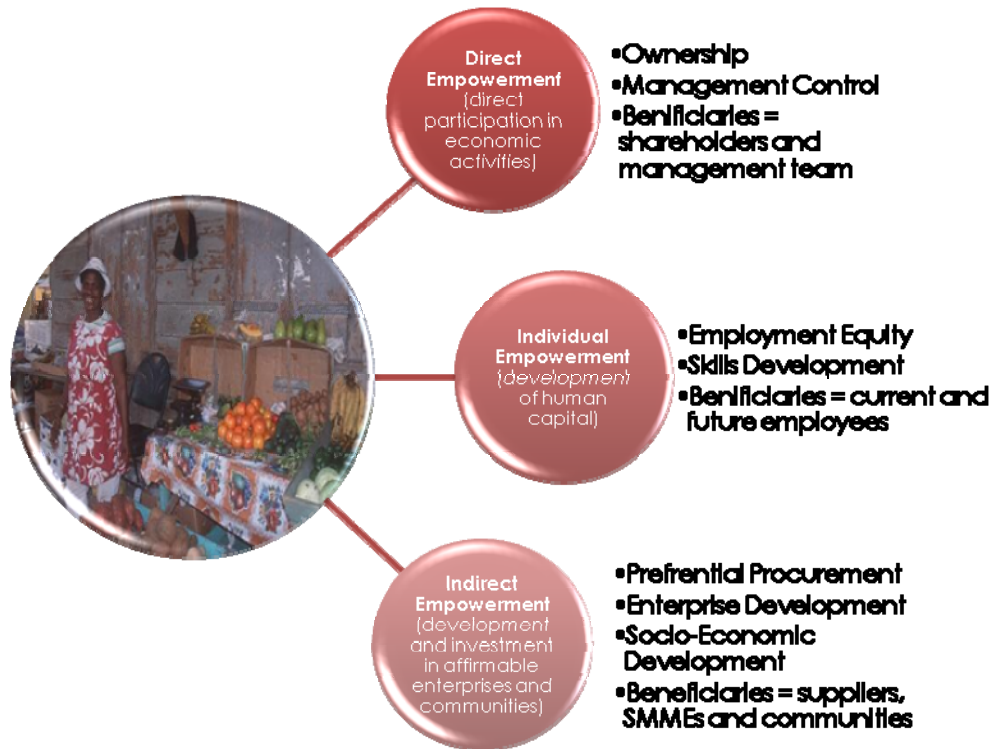 Direct
Empowerment
(direct
participation in
economic
activities)
•Ownership
•Management Control
•Benificiaries =
shareholders and
management team
Individual
Empowerment
(development
of human
capital)
•Employment Equity
•Skills Development
•Benificiaries = current and
future employees
Indirect
Empowerment
(development
and investment
in affirmable
enterprises and
communities)
•Prefrential Procurement
•Enterprise Development
•Socio-Economic
Development
•Beneficiaries = suppliers,
SMMEs and communities